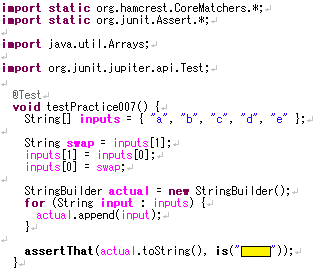 import static org.hamcrest.CoreMatchers.*;
import static org.junit.Assert.*;
import java.util.Arrays;
import org.junit.jupiter.api.Test;
@Test
void testPractice007() {
String[] inputs = { "a", "b", "c", "d", "e" };
String swap = inputs[1];
inputs[1] = inputs[0];
inputs[0] = swap;
StringBuilder actual = new StringBuilder();
for (String input : inputs) {
actual.append(input);
}
assertThat(actual.toString(), is(" "));
}